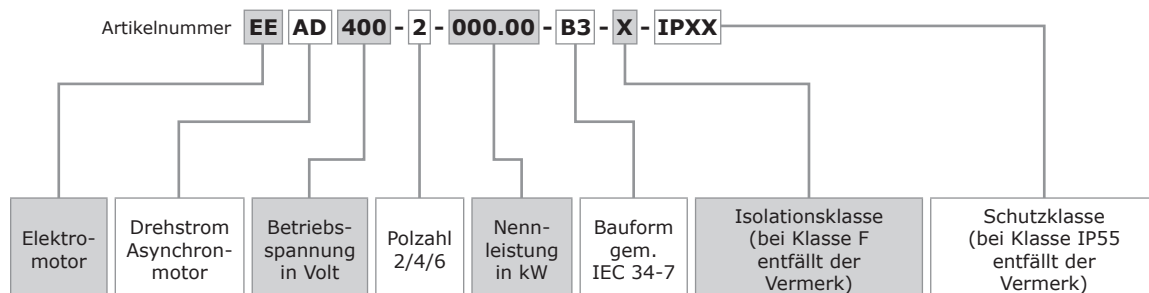 Artikelnummer EE AD 400 - 2 - 000.00 - B3 - X - IPXX
Elektro-
motor
Drehstrom
Asynchron-
motor
Betriebs-
spannung
in Volt
Polzahl
2/4/6
Nenn-
leistung
in kW
Bauform
gem.
IEC 34-7
Isolationsklasse
(bei Klasse F
entfällt der
Vermerk)
Schutzklasse
(bei Klasse IP55
entfällt der
Vermerk)